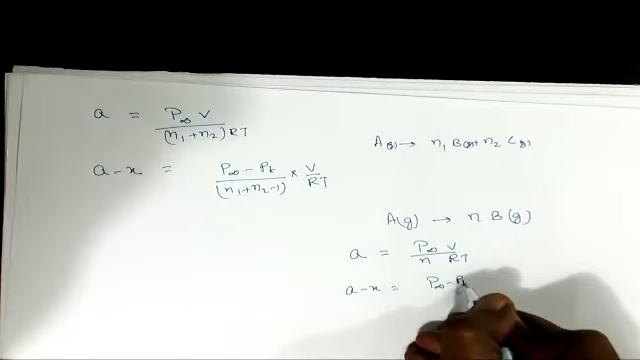 a = P∞ V / (n₁+n₂) RT
A(g) → n₁ B(g) + n₂ C(g)
a-x = P∞ - Pt / (n₁+n₂-1) × V / RT
A(g) → n B(g)
a = P∞ V / n RT
a-x = P∞ - Pt